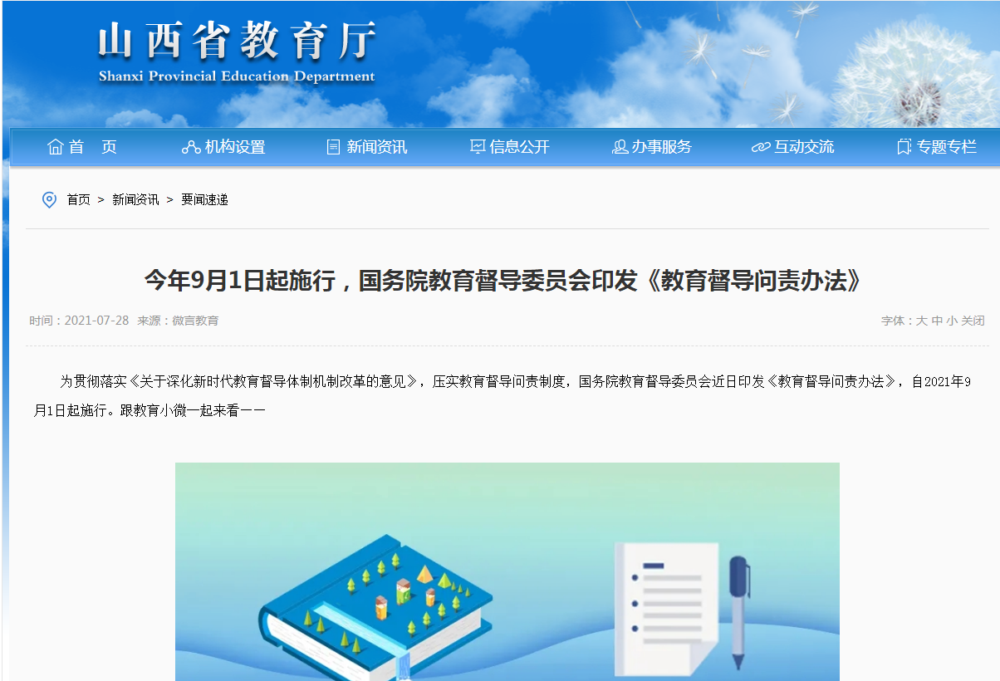 山西省教育厅
Shanxi Provincial Education Department
首 页 机构设置 新闻资讯 信息公开 办事服务 互动交流 专题专栏
首页 > 新闻资讯 > 要闻速递
今年9月1日起施行，国务院教育督导委员会印发《教育督导问责办法》
时间：2021-07-28 来源：微言教育 字体：大 中 小 关闭
为贯彻落实《关于深化新时代教育督导体制机制改革的意见》，压实教育督导问责制度，国务院教育督导委员会近日印发《教育督导问责办法》，自2021年9
月1日起施行。跟教育小微一起来看——